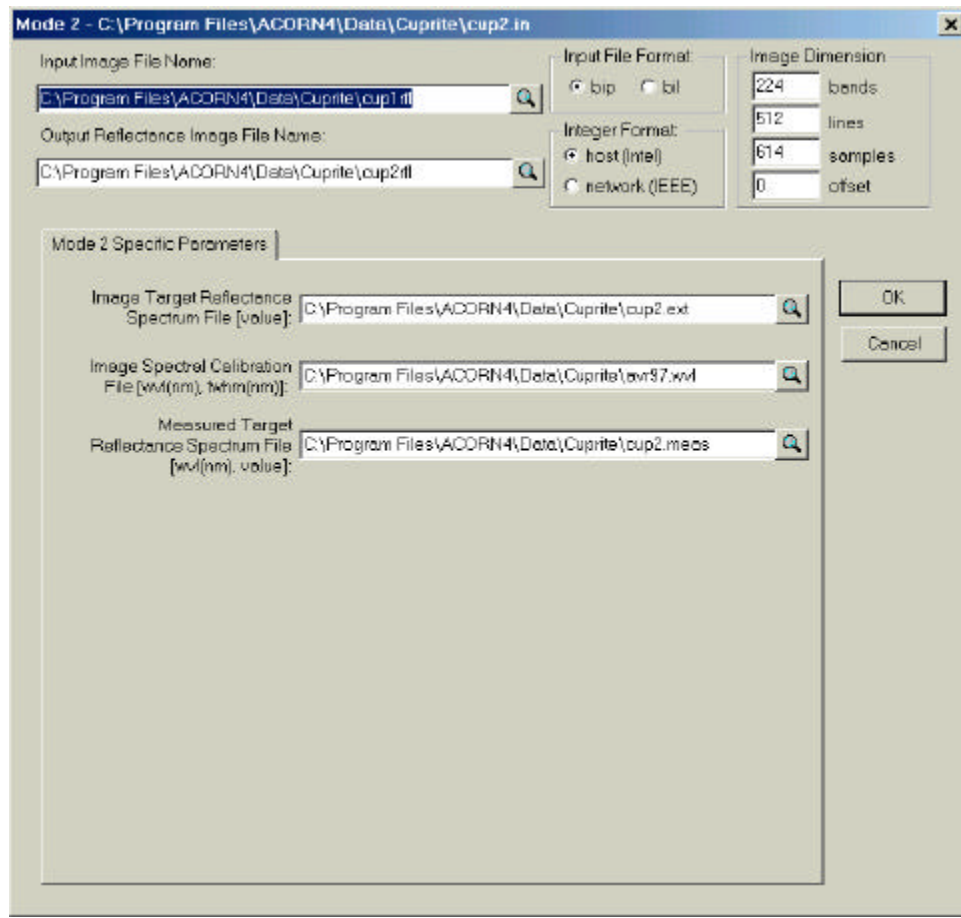 Mode 2 - C:\Program Files\ACORN4\Data\Cuprite\cup2.in
Input Image File Name:
C:\Program Files\ACORN4\Data\Cuprite\cup1rfl
Output Reflectance Image File Name:
C:\Program Files\ACORN4\Data\Cuprite\cup2rfl
Input File Format:
bip
bil
Integer Format:
host (Intel)
network (IEEE)
Image Dimension
224 bands
512 lines
614 samples
0 offset
Mode 2 Specific Parameters
Image Target Reflectance
Spectrum File [value]:
C:\Program Files\ACORN4\Data\Cuprite\cup2.ext
Image Spectral Calibration
File [wvl(nm), fwhm(nm)]:
C:\Program Files\ACORN4\Data\Cuprite\avr97.wvl
Measured Target
Reflectance Spectrum File
[wvl(nm), value]:
C:\Program Files\ACORN4\Data\Cuprite\cup2.meas
OK
Cancel